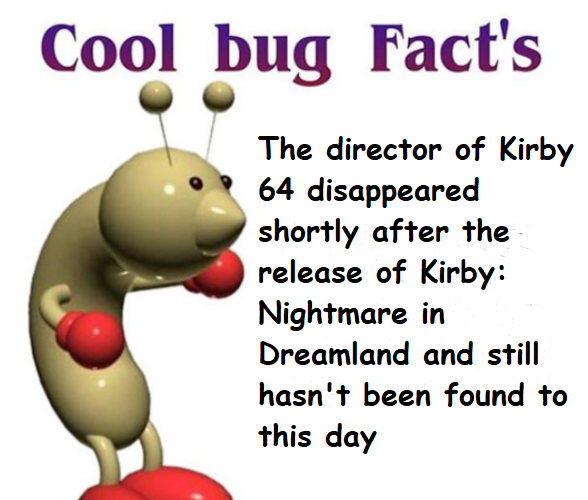 Cool bug Fact's
The director of Kirby
64 disappeared
shortly after the
release of Kirby:
Nightmare in
Dreamland and still
hasn't been found to
this day